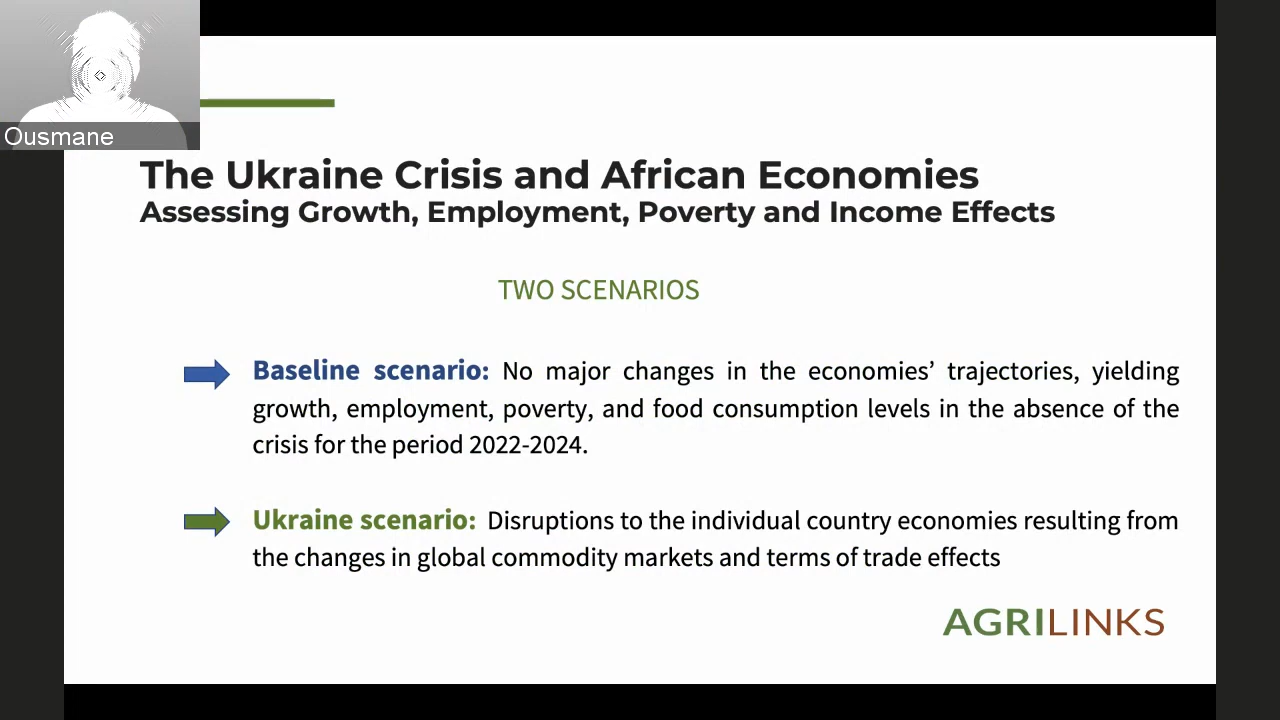 Ousmane
The Ukraine Crisis and African Economies
Assessing Growth, Employment, Poverty and Income Effects
TWO SCENARIOS
Baseline scenario: No major changes in the economies’ trajectories, yielding
growth, employment, poverty, and food consumption levels in the absence of the
crisis for the period 2022-2024.
Ukraine scenario: Disruptions to the individual country economies resulting from
the changes in global commodity markets and terms of trade effects
AGRILINKS